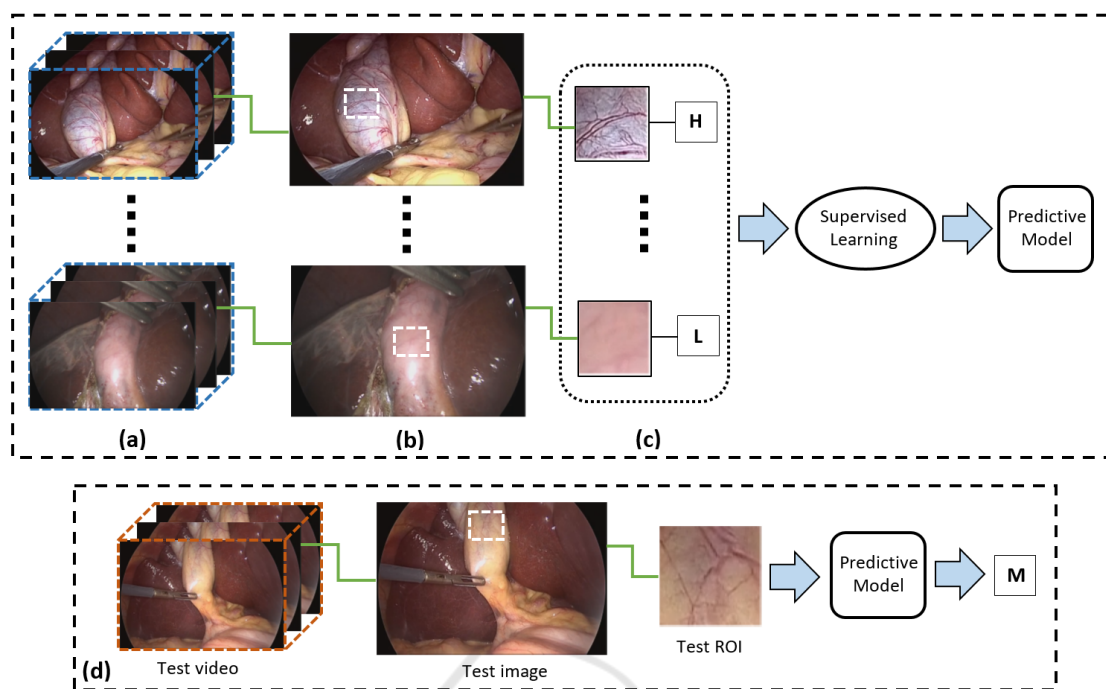 H
Supervised
Learning
Predictive
Model
L
(a)
(b)
(c)
Predictive
Model
M
Test ROI
(d)
Test video
Test image